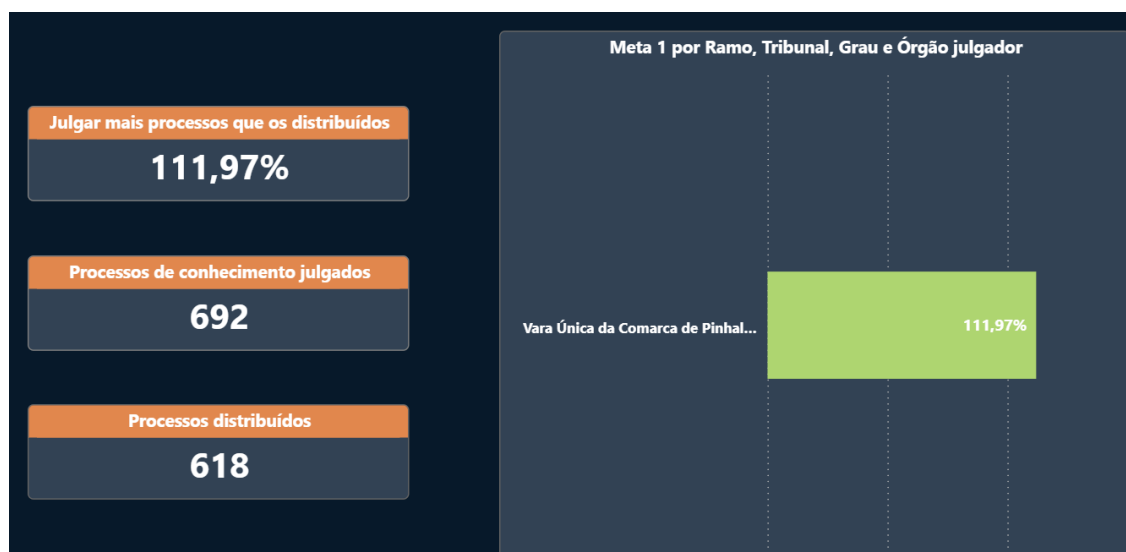 Meta 1 por Ramo, Tribunal, Grau e Órgão julgador
Julgar mais processos que os distribuídos
111,97%
Processos de conhecimento julgados
692
Vara Única da Comarca de Pinhal...
111,97%
Processos distribuídos
618